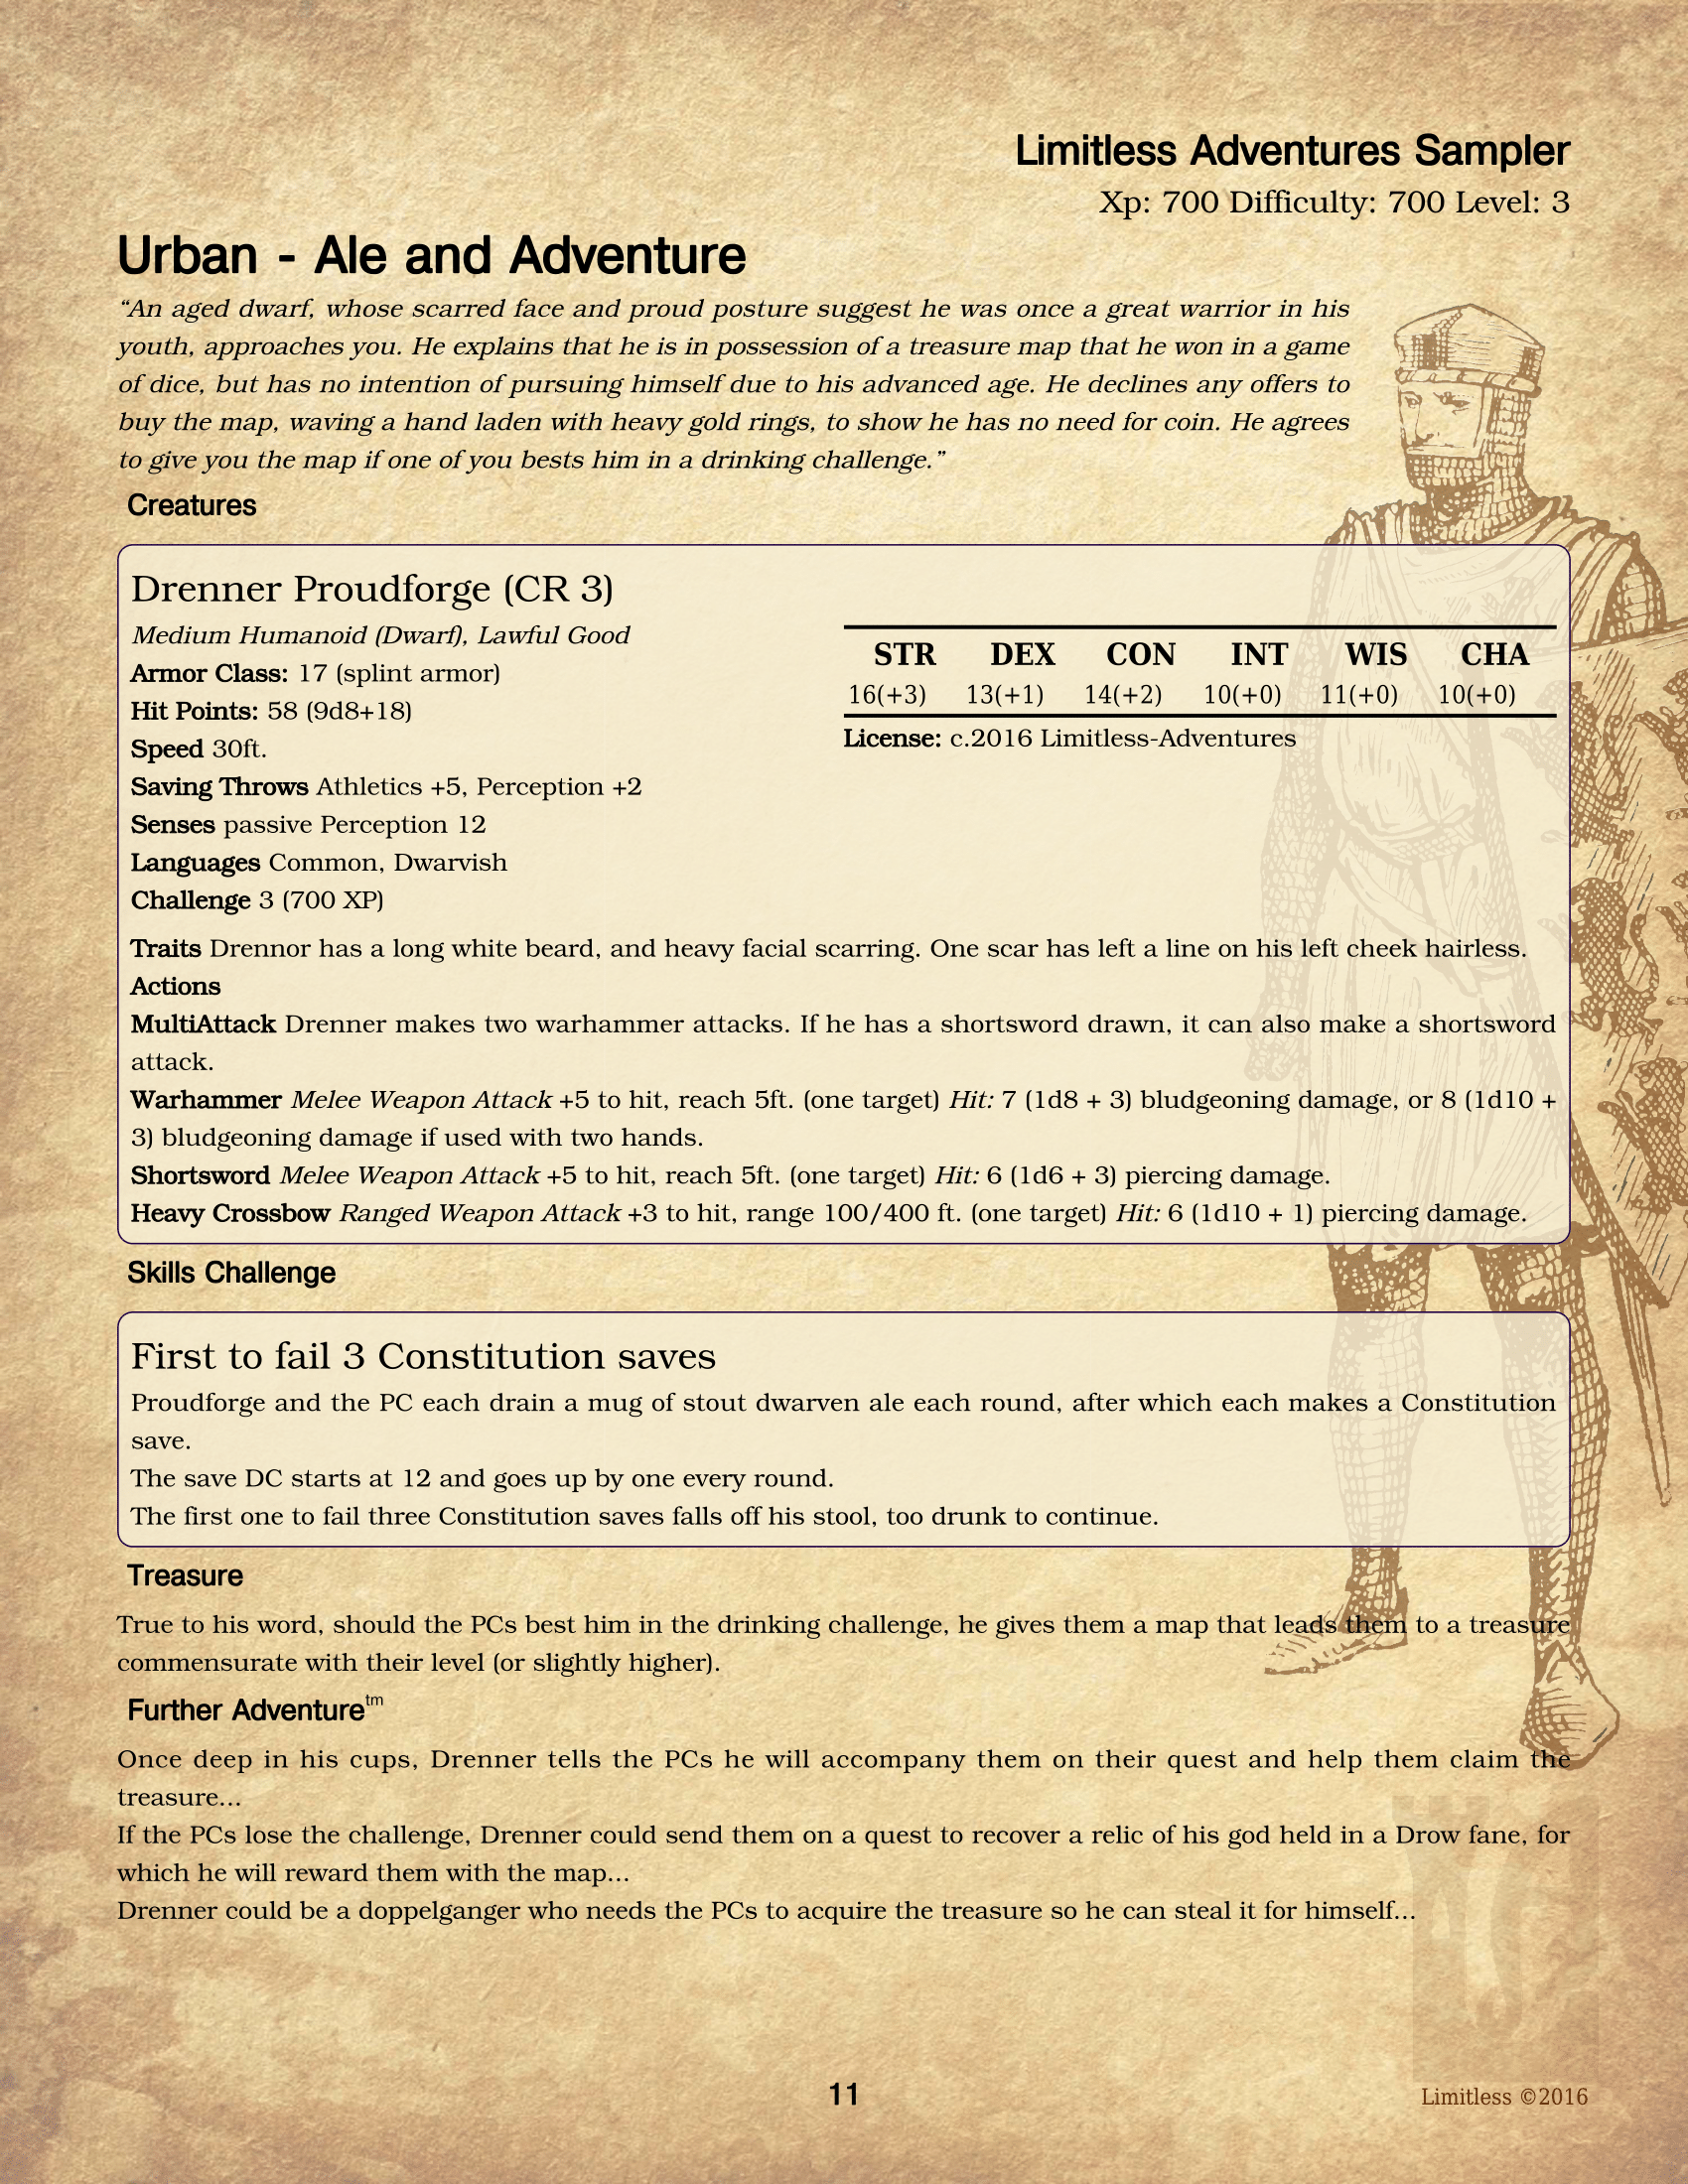 Limitless Adventures Sampler
Xp: 700 Difficulty: 700 Level: 3
Urban - Ale and Adventure
“An aged dwarf, whose scarred face and proud posture suggest he was once a great warrior in his
youth, approaches you. He explains that he is in possession of a treasure map that he won in a game
of dice, but has no intention of pursuing himself due to his advanced age. He declines any offers to
buy the map, waving a hand laden with heavy gold rings, to show he has no need for coin. He agrees
to give you the map if one of you bests him in a drinking challenge.”
Creatures
Drenner Proudforge (CR 3)
Medium Humanoid (Dwarf), Lawful Good
Armor Class: 17 (splint armor)
Hit Points: 58 (9d8+18)
Speed 30ft.
Saving Throws Athletics +5, Perception +2
Senses passive Perception 12
Languages Common, Dwarvish
Challenge 3 (700 XP)
STR DEX CON INT WIS CHA
16(+3) 13(+1) 14(+2) 10(+0) 11(+0) 10(+0)
License: c.2016 Limitless-Adventures
Traits Drennor has a long white beard, and heavy facial scarring. One scar has left a line on his left cheek hairless.
Actions
MultiAttack Drenner makes two warhammer attacks. If he has a shortsword drawn, it can also make a shortsword
attack.
Warhammer Melee Weapon Attack +5 to hit, reach 5ft. (one target) Hit: 7 (1d8 + 3) bludgeoning damage, or 8 (1d10 +
3) bludgeoning damage if used with two hands.
Shortsword Melee Weapon Attack +5 to hit, reach 5ft. (one target) Hit: 6 (1d6 + 3) piercing damage.
Heavy Crossbow Ranged Weapon Attack +3 to hit, range 100/400 ft. (one target) Hit: 6 (1d10 + 1) piercing damage.
Skills Challenge
First to fail 3 Constitution saves
Proudforge and the PC each drain a mug of stout dwarven ale each round, after which each makes a Constitution
save.
The save DC starts at 12 and goes up by one every round.
The first one to fail three Constitution saves falls off his stool, too drunk to continue.
Treasure
True to his word, should the PCs best him in the drinking challenge, he gives them a map that leads them to a treasure
commensurate with their level (or slightly higher).
Further Adventure™
Once deep in his cups, Drenner tells the PCs he will accompany them on their quest and help them claim the
treasure...
If the PCs lose the challenge, Drenner could send them on a quest to recover a relic of his god held in a Drow fane, for
which he will reward them with the map...
Drenner could be a doppelganger who needs the PCs to acquire the treasure so he can steal it for himself...
11
Limitless ©2016